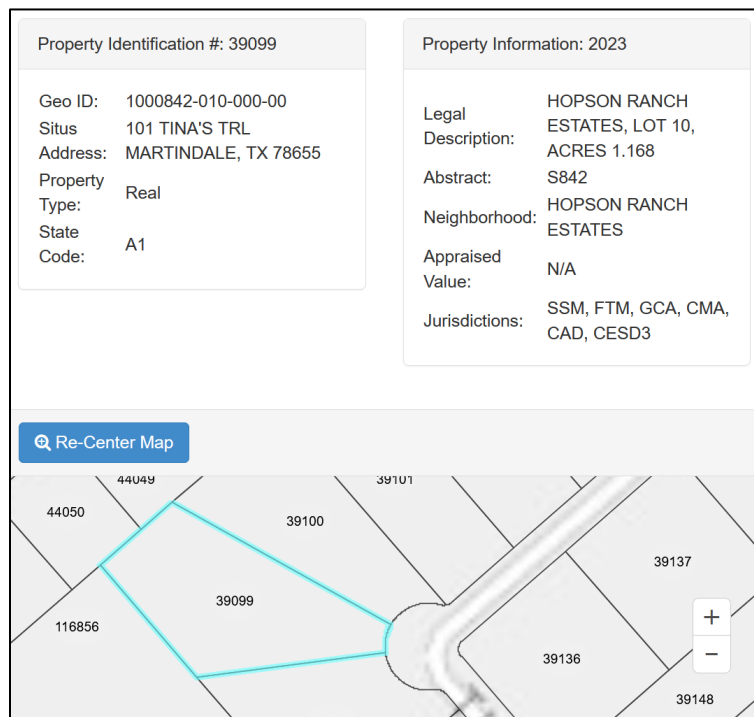 Property Identification #: 39099
Geo ID: 1000842-010-000-00
Situs Address: 101 TINA'S TRL
MARTINDALE, TX 78655
Property Type: Real
State Code: A1
Property Information: 2023
Legal Description: HOPSON RANCH
ESTATES, LOT 10,
ACRES 1.168
Abstract: S842
Neighborhood: HOPSON RANCH
ESTATES
Appraised Value: N/A
Jurisdictions: SSM, FTM, GCA, CMA,
CAD, CESD3
Re-Center Map
44049
39101
44050
39100
39137
39099
116856
39136
39148
+
−